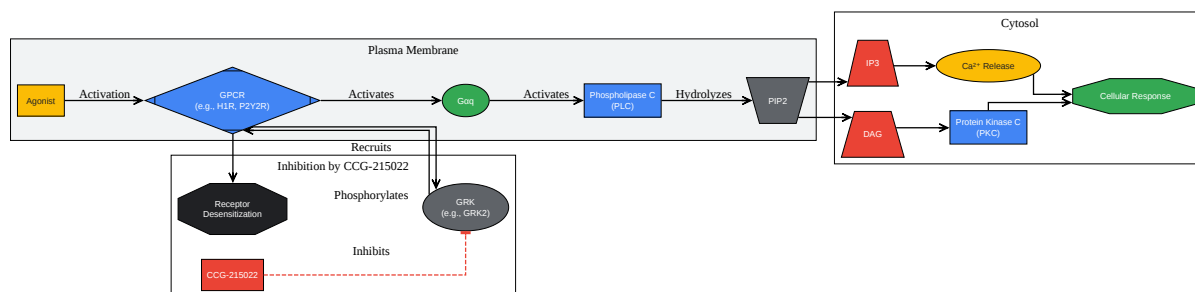 Cytosol
Plasma Membrane
Agonist
Activation
GPCR
(e.g., H1R, P2Y2R)
Activates
Gαq
Activates
Phospholipase C
(PLC)
Hydrolyzes
PIP2
IP3
Ca²⁺ Release
Cellular Response
DAG
Protein Kinase C
(PKC)
Recruits
Inhibition by CCG-215022
Phosphorylates
Receptor
Desensitization
GRK
(e.g., GRK2)
Inhibits
CCG-215022